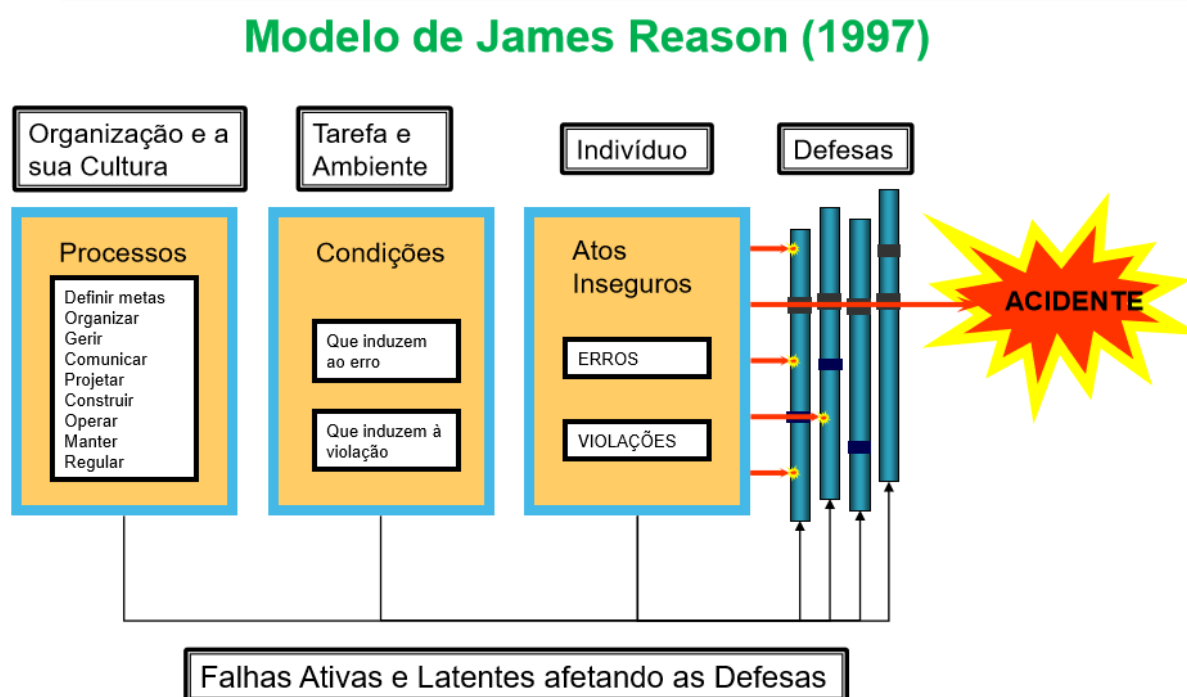 Modelo de James Reason (1997)
Organização e a
sua Cultura
Tarefa e
Ambiente
Indivíduo
Defesas
Processos
Definir metas
Organizar
Gerir
Comunicar
Projetar
Construir
Operar
Manter
Regular
Condições
Que induzem
ao erro
Que induzem à
violação
Atos
Inseguros
ERROS
VIOLAÇÕES
ACIDENTE
Falhas Ativas e Latentes afetando as Defesas